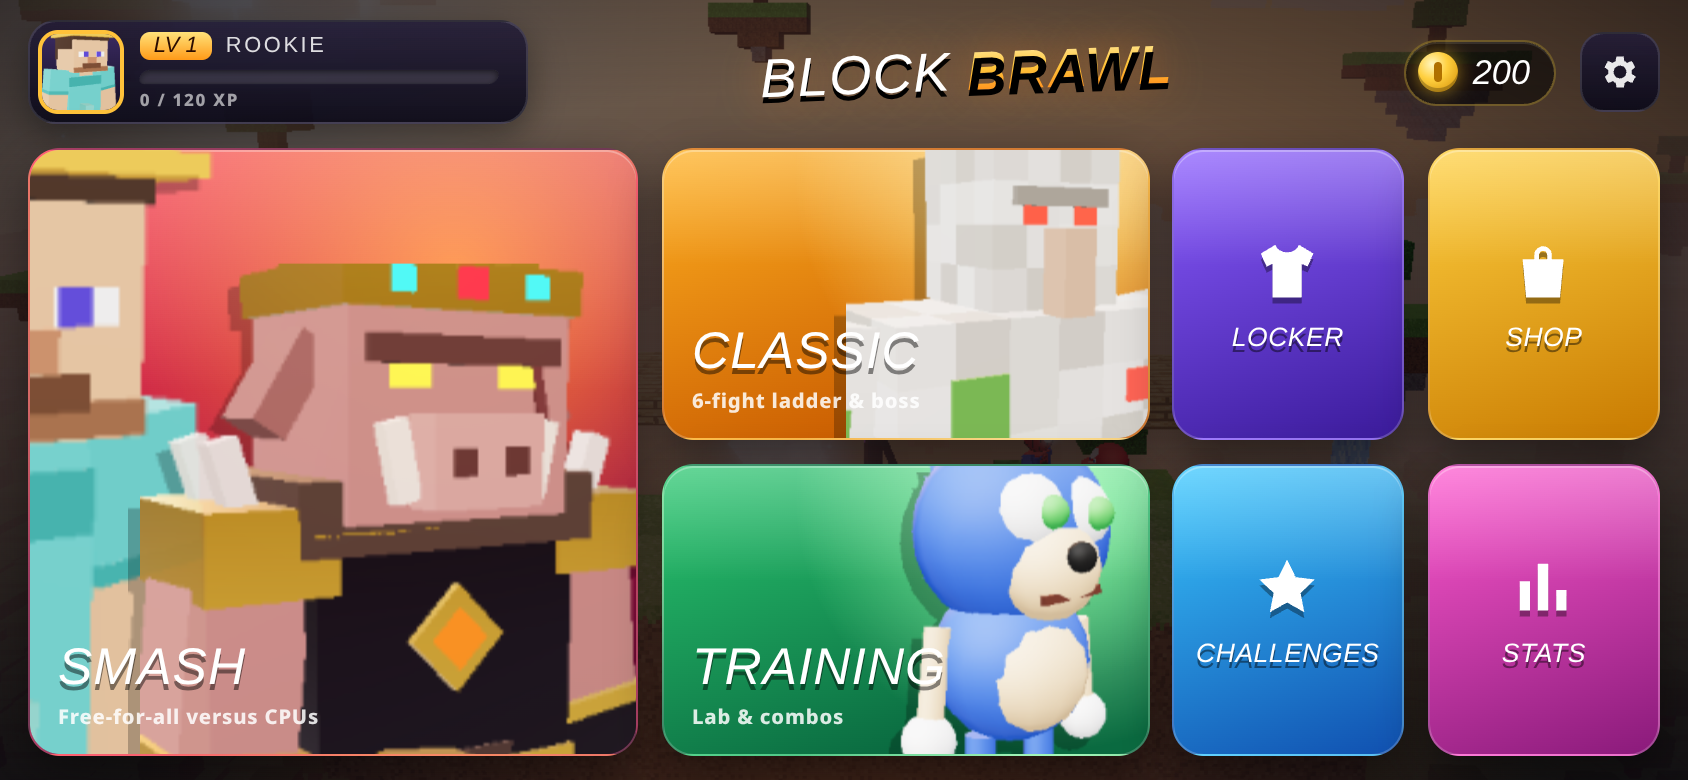 LV 1 ROOKIE
0 / 120 XP
BLOCK BRAWL
200
SMASH
Free-for-all versus CPUs
CLASSIC
6-fight ladder & boss
TRAINING
Lab & combos
LOCKER
SHOP
CHALLENGES
STATS